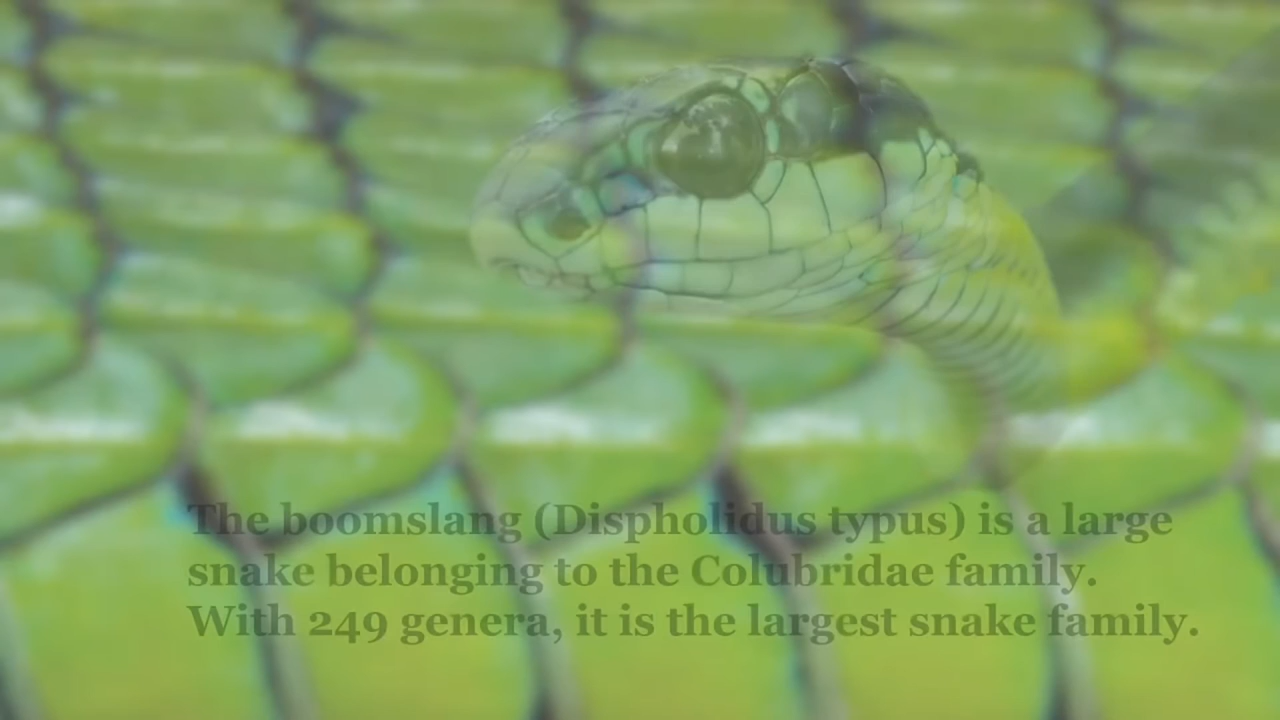 The boomslang (Dispholidus typus) is a large
snake belonging to the Colubridae family.
With 249 genera, it is the largest snake family.